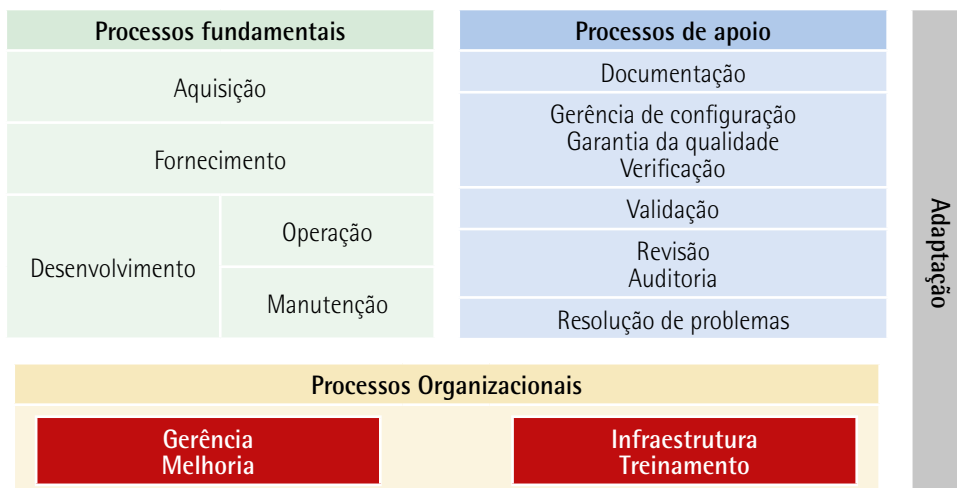 Processos fundamentais
Aquisição
Fornecimento
Desenvolvimento
Operação
Manutenção
Processos de apoio
Documentação
Gerência de configuração
Garantia da qualidade
Verificação
Validação
Revisão
Auditoria
Resolução de problemas
Adaptação
Processos Organizacionais
Gerência
Melhoria
Infraestrutura
Treinamento